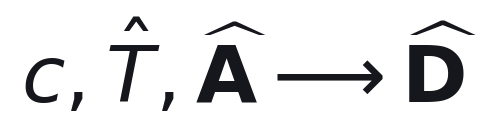 c, T̂, 𝐀̂ ⟶ 𝐃̂